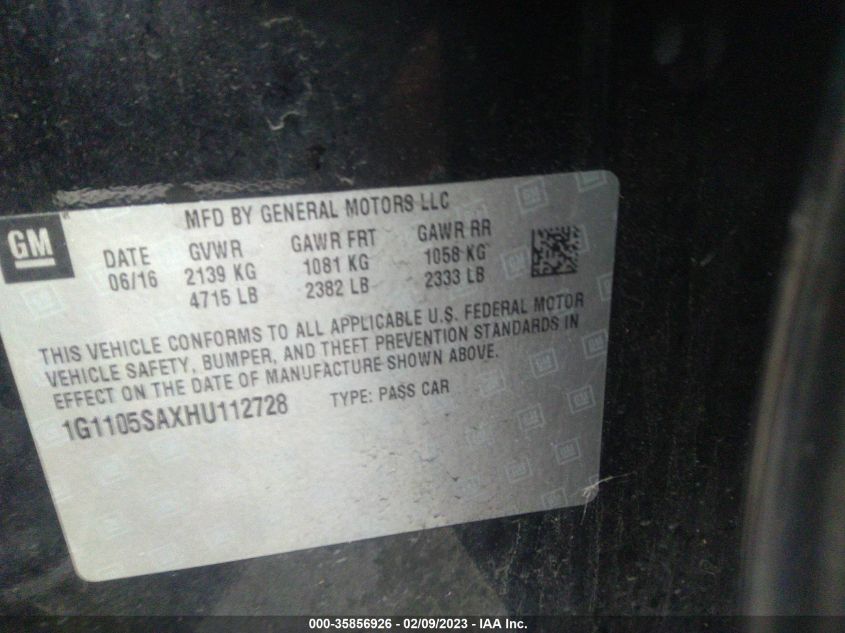 MFD BY GENERAL MOTORS LLC
GM
DATE GVWR GAWR FRT GAWR RR
06/16 2139 KG 1081 KG 1058 KG
4715 LB 2382 LB 2333 LB
THIS VEHICLE CONFORMS TO ALL APPLICABLE U.S. FEDERAL MOTOR
VEHICLE SAFETY, BUMPER, AND THEFT PREVENTION STANDARDS IN
EFFECT ON THE DATE OF MANUFACTURE SHOWN ABOVE.
1G1105SAXHU112728 TYPE: PASS CAR
000-35856926 - 02/09/2023 - IAA Inc.